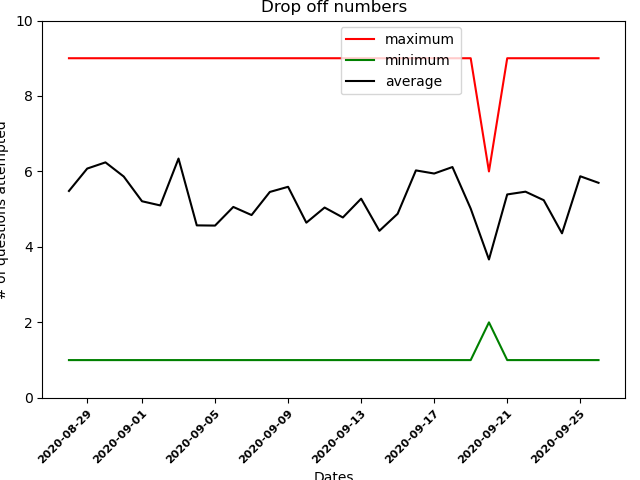 Drop off numbers
maximum
minimum
average
# of questions attempted
10
8
6
4
2
0
2020-08-29
2020-09-01
2020-09-05
2020-09-09
2020-09-13
2020-09-17
2020-09-21
2020-09-25
Dates